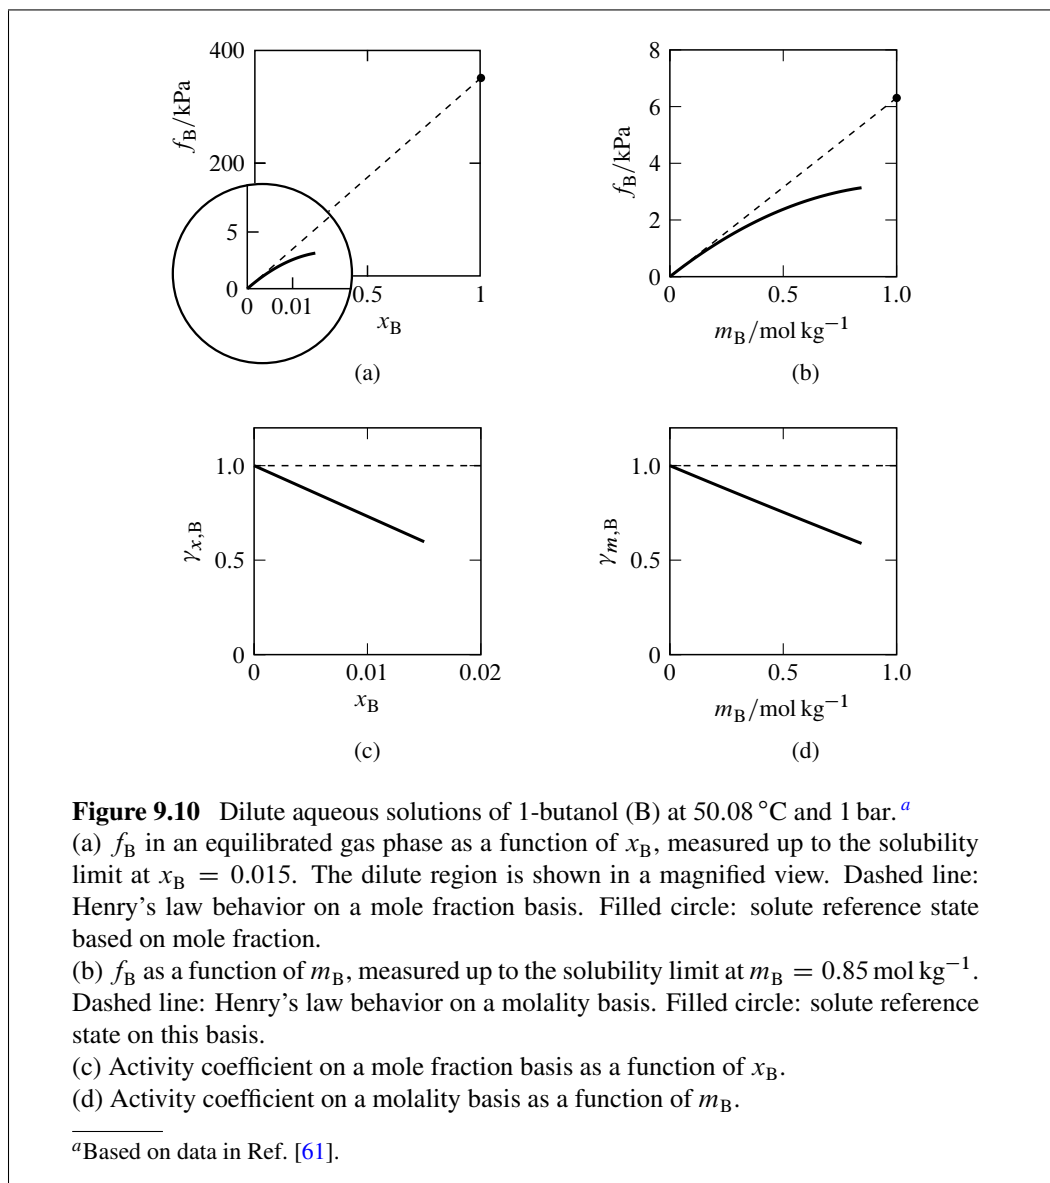 400
200
f_B/kPa
5
0
0
0.01
0.5
1
x_B
(a)
8
6
4
2
0
f_B/kPa
0
0.5
1.0
m_B/mol kg⁻¹
(b)
1.0
0.5
0
γ_{x,B}
0
0.01
0.02
x_B
(c)
1.0
0.5
0
γ_{m,B}
0
0.5
1.0
m_B/mol kg⁻¹
(d)
Figure 9.10 Dilute aqueous solutions of 1-butanol (B) at 50.08 °C and 1 bar. ᵃ
(a) f_B in an equilibrated gas phase as a function of x_B, measured up to the solubility
limit at x_B = 0.015. The dilute region is shown in a magnified view. Dashed line:
Henry's law behavior on a mole fraction basis. Filled circle: solute reference state
based on mole fraction.
(b) f_B as a function of m_B, measured up to the solubility limit at m_B = 0.85 mol kg⁻¹.
Dashed line: Henry's law behavior on a molality basis. Filled circle: solute reference
state on this basis.
(c) Activity coefficient on a mole fraction basis as a function of x_B.
(d) Activity coefficient on a molality basis as a function of m_B.
ᵃBased on data in Ref. [61].